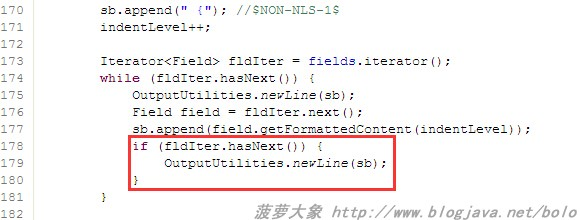 170 sb.append(" {"); //$NON-NLS-1$
171 indentLevel++;
172
173 Iterator<Field> fldIter = fields.iterator();
174 while (fldIter.hasNext()) {
175 OutputUtilities.newLine(sb);
176 Field field = fldIter.next();
177 sb.append(field.getFormattedContent(indentLevel));
178 if (fldIter.hasNext()) {
179 OutputUtilities.newLine(sb);
180 }
181 }
182
菠萝大象 http://www.blogjava.net/bolo